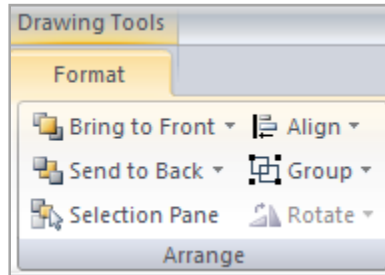 Drawing Tools
Format
Bring to Front Align
Send to Back Group
Selection Pane Rotate
Arrange